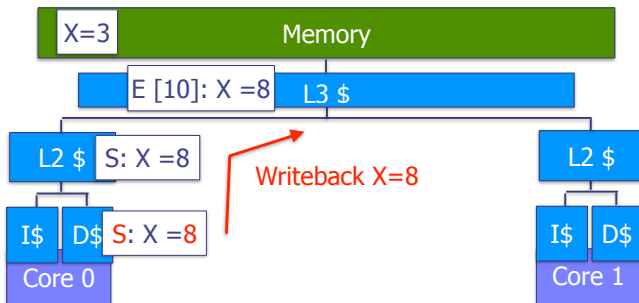 X=3
Memory
E [10]: X =8
L3 $
L2 $
S: X =8
Writeback X=8
L2 $
I$
D$
S: X =8
I$
D$
Core 0
Core 1